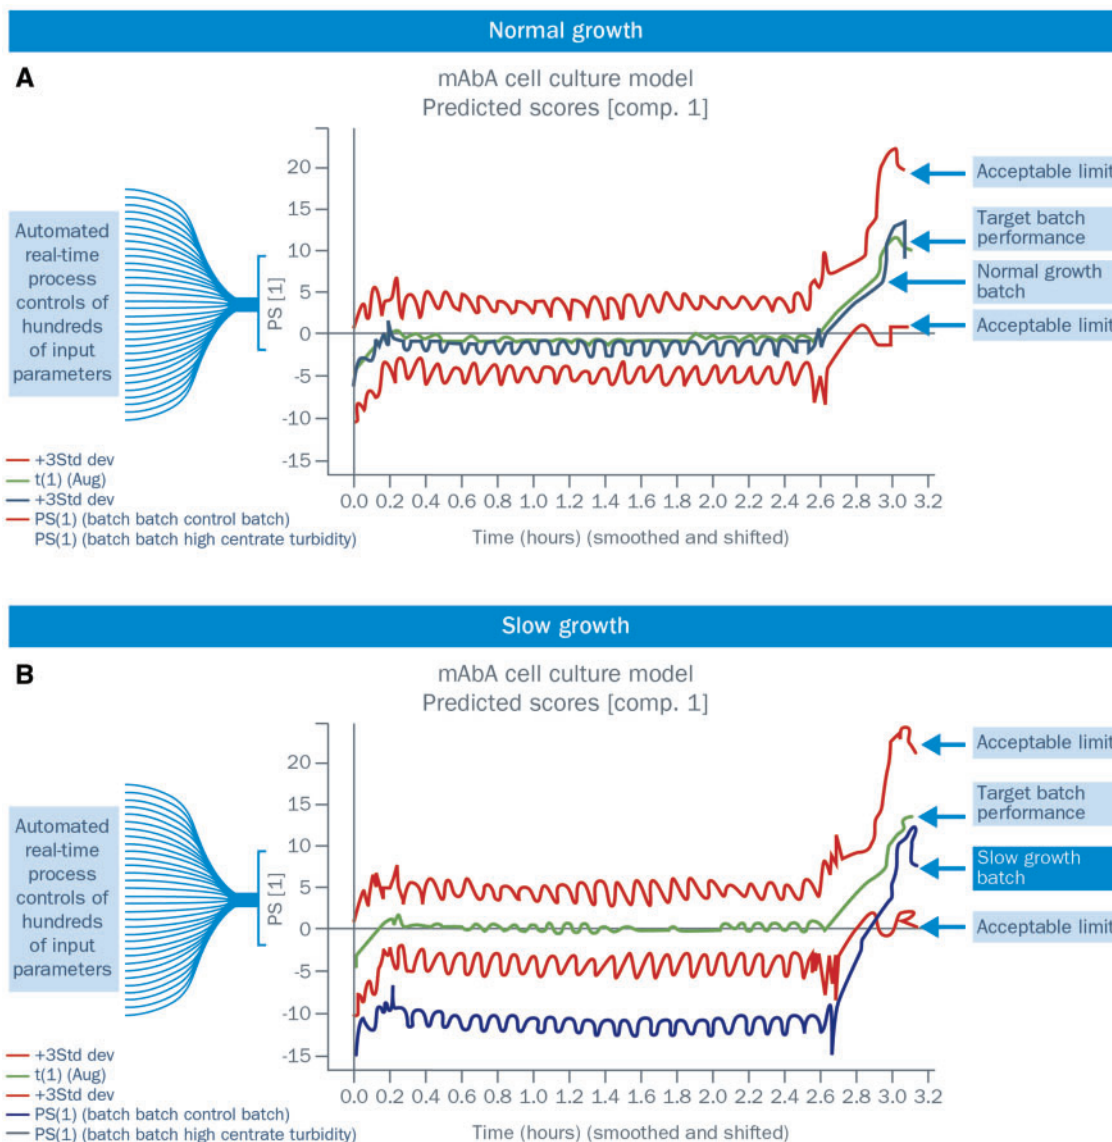 Normal growth
A
mAbA cell culture model
Predicted scores [comp. 1]
Automated
real-time
process
controls of
hundreds
of input
parameters
PS [1]
20
15
10
5
0
-5
-10
-15
0.0 0.2 0.4 0.6 0.8 1.0 1.2 1.4 1.6 1.8 2.0 2.2 2.4 2.6 2.8 3.0 3.2
Time (hours) (smoothed and shifted)
Acceptable limit
Target batch
performance
Normal growth
batch
Acceptable limit
+3Std dev
t(1) (Aug)
+3Std dev
PS(1) (batch batch control batch)
PS(1) (batch batch high centrate turbidity)
Slow growth
B
mAbA cell culture model
Predicted scores [comp. 1]
Automated
real-time
process
controls of
hundreds
of input
parameters
PS [1]
20
15
10
5
0
-5
-10
-15
0.0 0.2 0.4 0.6 0.8 1.0 1.2 1.4 1.6 1.8 2.0 2.2 2.4 2.6 2.8 3.0 3.2
Time (hours) (smoothed and shifted)
Acceptable limit
Target batch
performance
Slow growth
batch
Acceptable limit
+3Std dev
t(1) (Aug)
+3Std dev
PS(1) (batch batch control batch)
PS(1) (batch batch high centrate turbidity)